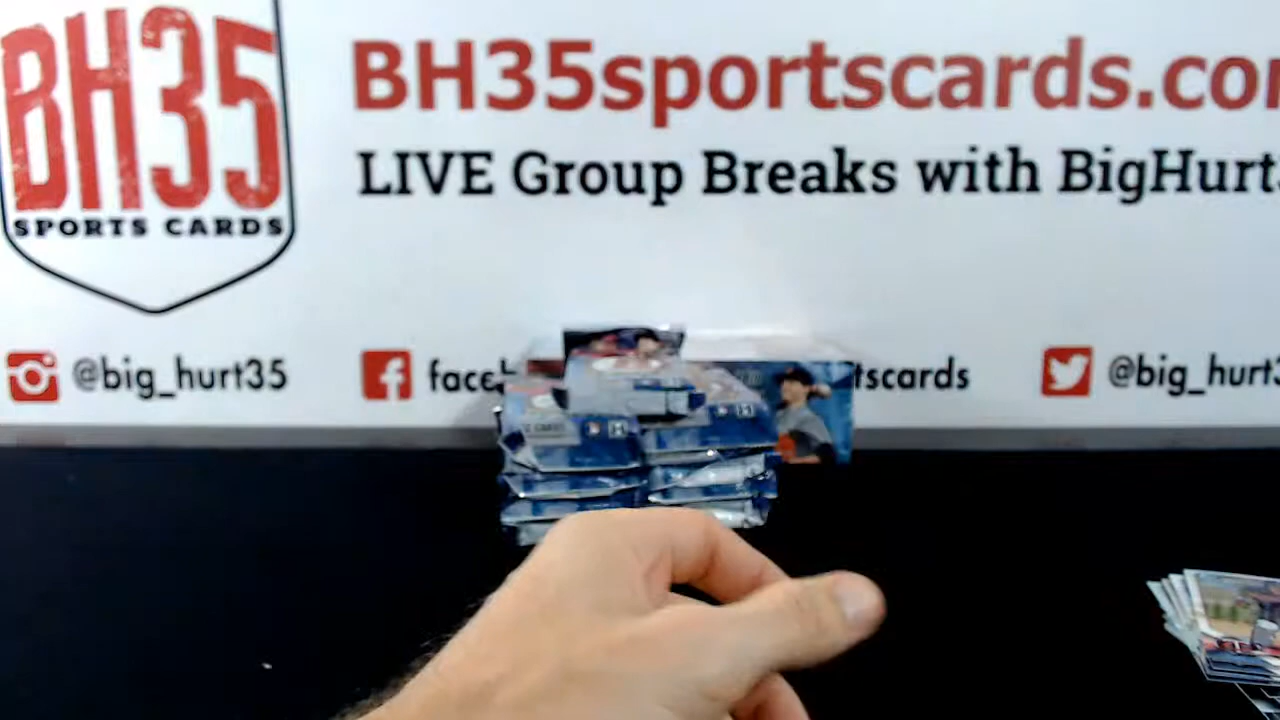 BH35
SPORTS CARDS
BH35sportscards.co
LIVE Group Breaks with BigHurt
@big_hurt35
face
tscards
@big_hurt